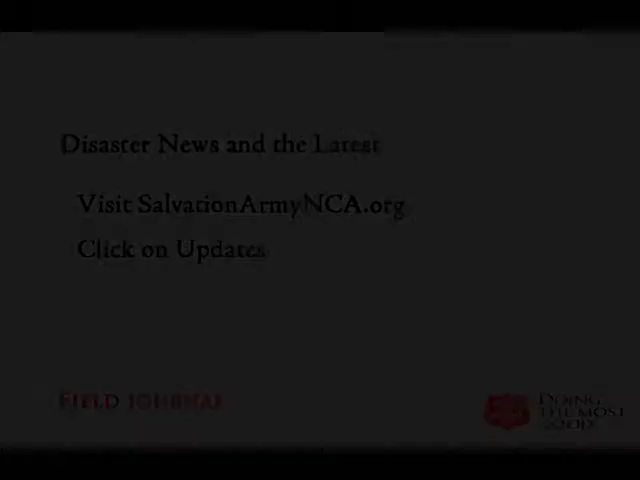 Disaster News and the Latest
Visit SalvationArmyNCA.org
Click on Updates
FIELD JOURNAL
DOING
THE MOST
GOOD